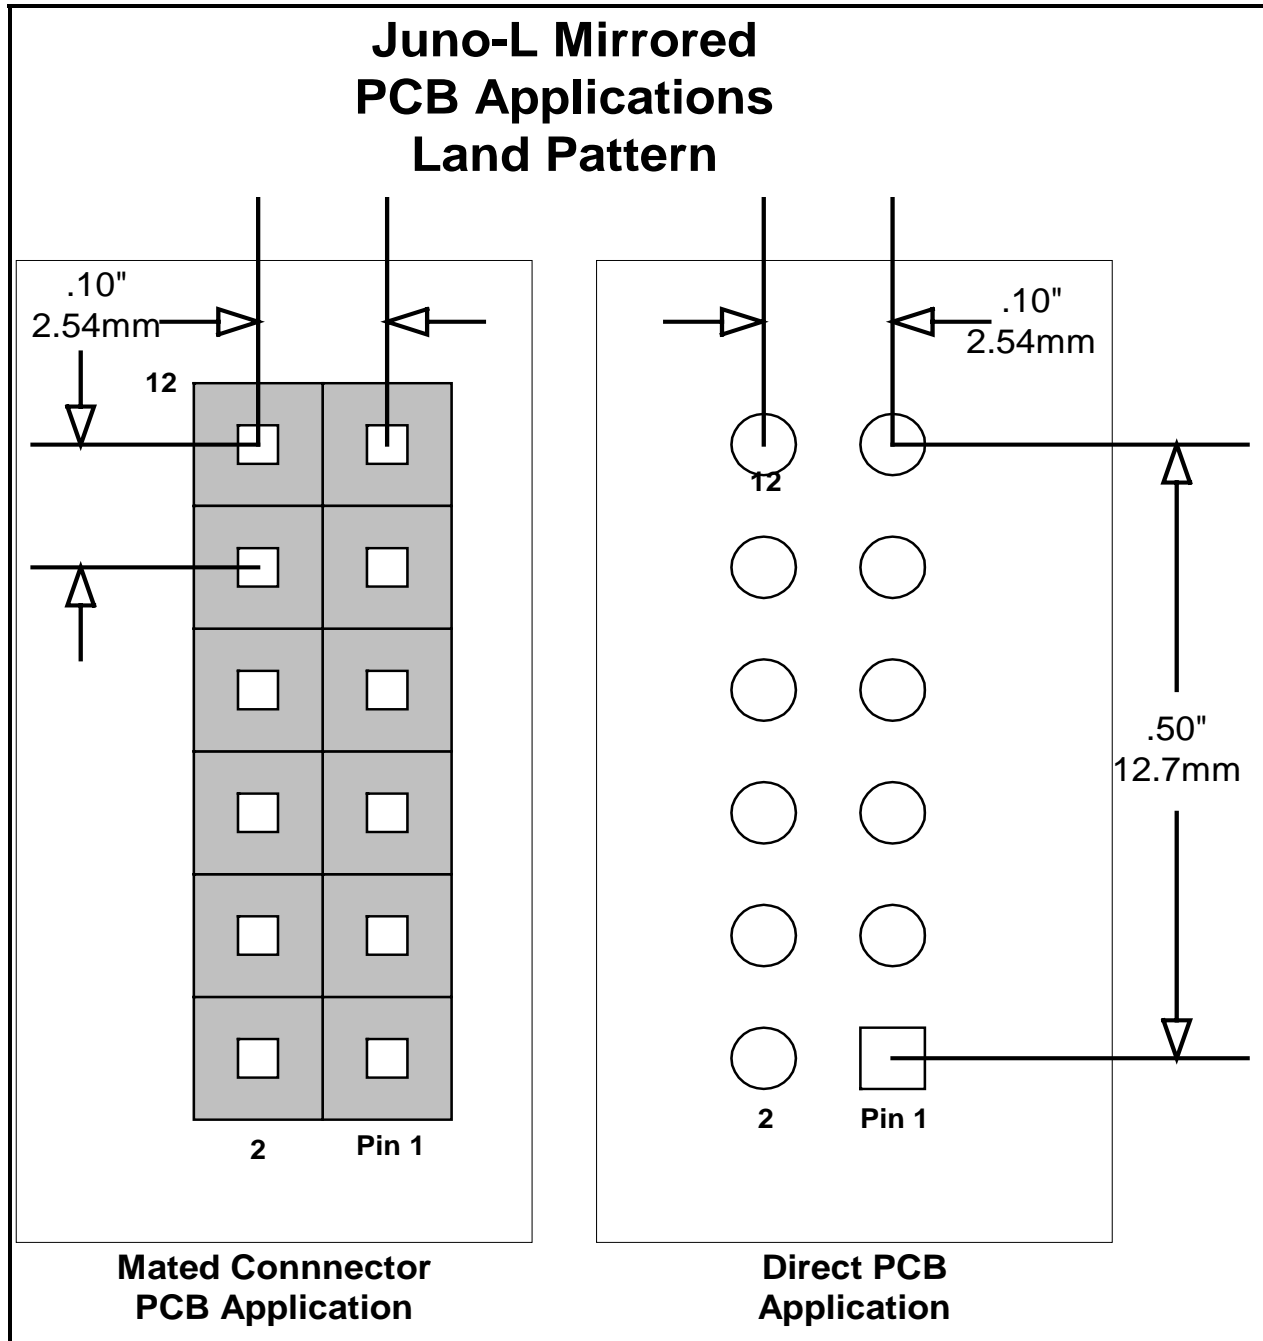 Juno-L Mirrored
PCB Applications
Land Pattern
.10"
2.54mm
12
2
Pin 1
Mated Connnector
PCB Application
.10"
2.54mm
12
.50"
12.7mm
2
Pin 1
Direct PCB
Application